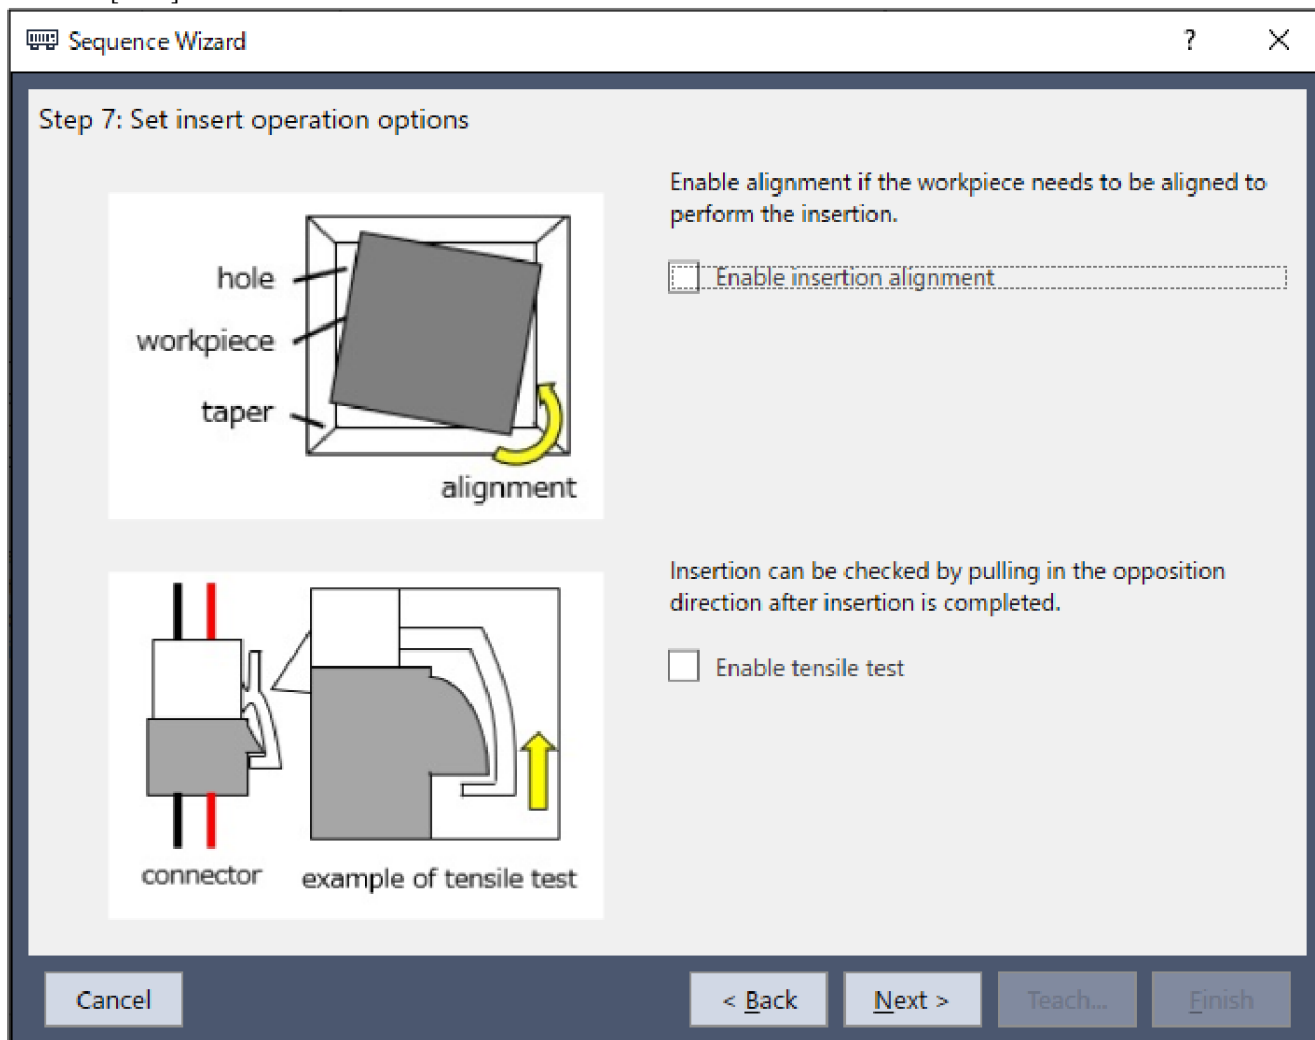 Sequence Wizard
?
Step 7: Set insert operation options
Enable alignment if the workpiece needs to be aligned to
perform the insertion.
Enable insertion alignment
hole
workpiece
taper
alignment
Insertion can be checked by pulling in the opposition
direction after insertion is completed.
Enable tensile test
connector
example of tensile test
Cancel
< Back
Next >
Teach...
Finish